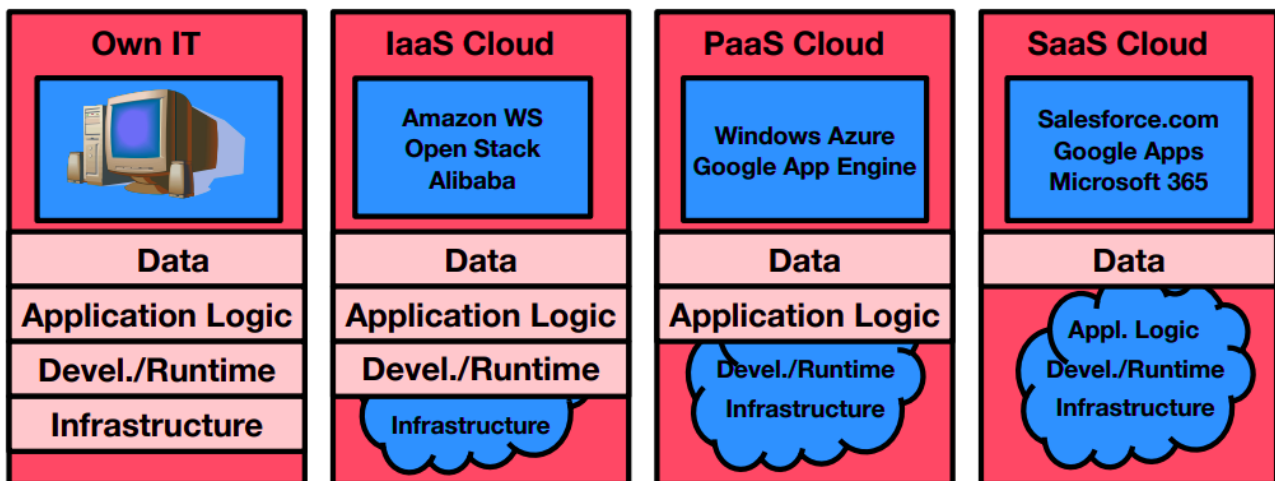 Own IT
Data
Application Logic
Devel./Runtime
Infrastructure
IaaS Cloud
Amazon WS
Open Stack
Alibaba
Data
Application Logic
Devel./Runtime
Infrastructure
PaaS Cloud
Windows Azure
Google App Engine
Data
Application Logic
Devel./Runtime
Infrastructure
SaaS Cloud
Salesforce.com
Google Apps
Microsoft 365
Data
Appl. Logic
Devel./Runtime
Infrastructure